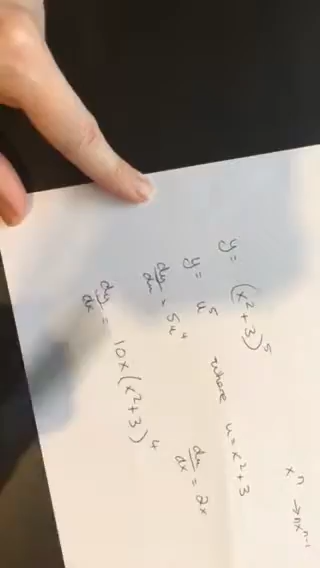 xⁿ → nxⁿ⁻¹
y = (x² + 3)⁵
y = u⁵ where u = x² + 3
dy/du = 5u⁴ du/dx = 2x
dy/dx = 10x(x² + 3)⁴